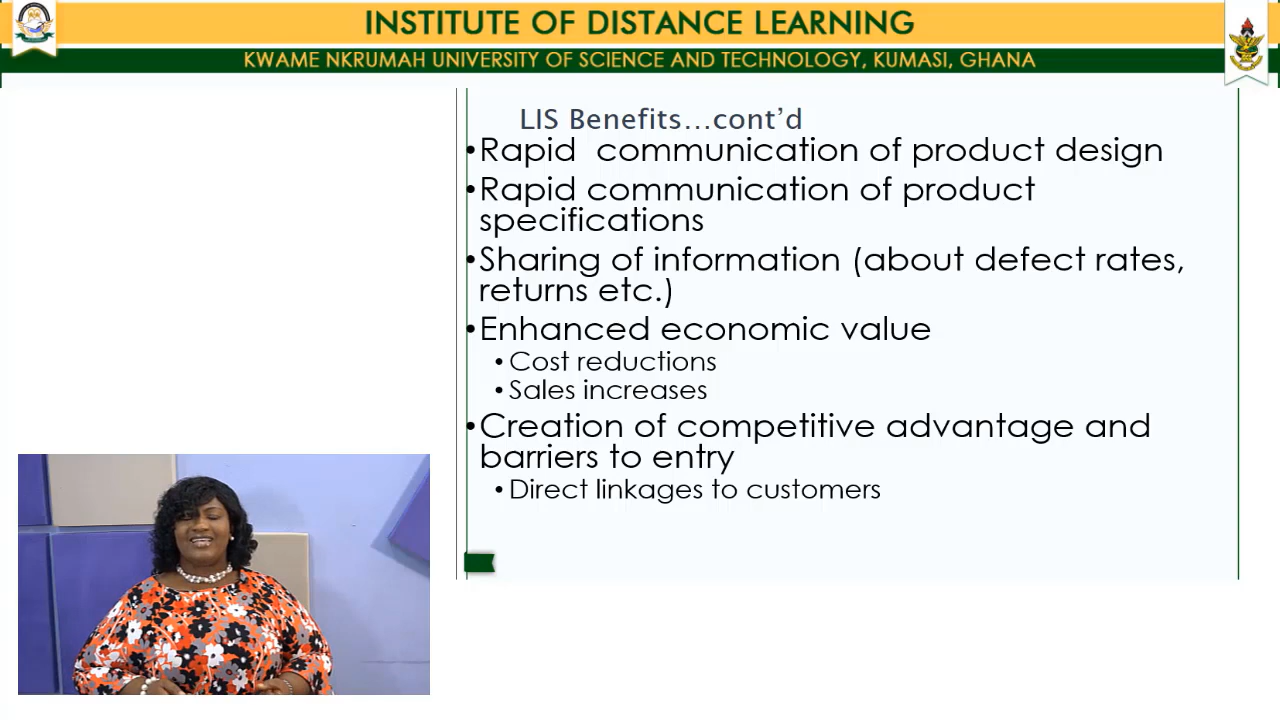 INSTITUTE OF DISTANCE LEARNING
KWAME NKRUMAH UNIVERSITY OF SCIENCE AND TECHNOLOGY, KUMASI, GHANA
LIS Benefits...cont'd
•Rapid  communication of product design
•Rapid communication of product
specifications
•Sharing of information (about defect rates,
returns etc.)
•Enhanced economic value
•Cost reductions
•Sales increases
•Creation of competitive advantage and
barriers to entry
•Direct linkages to customers